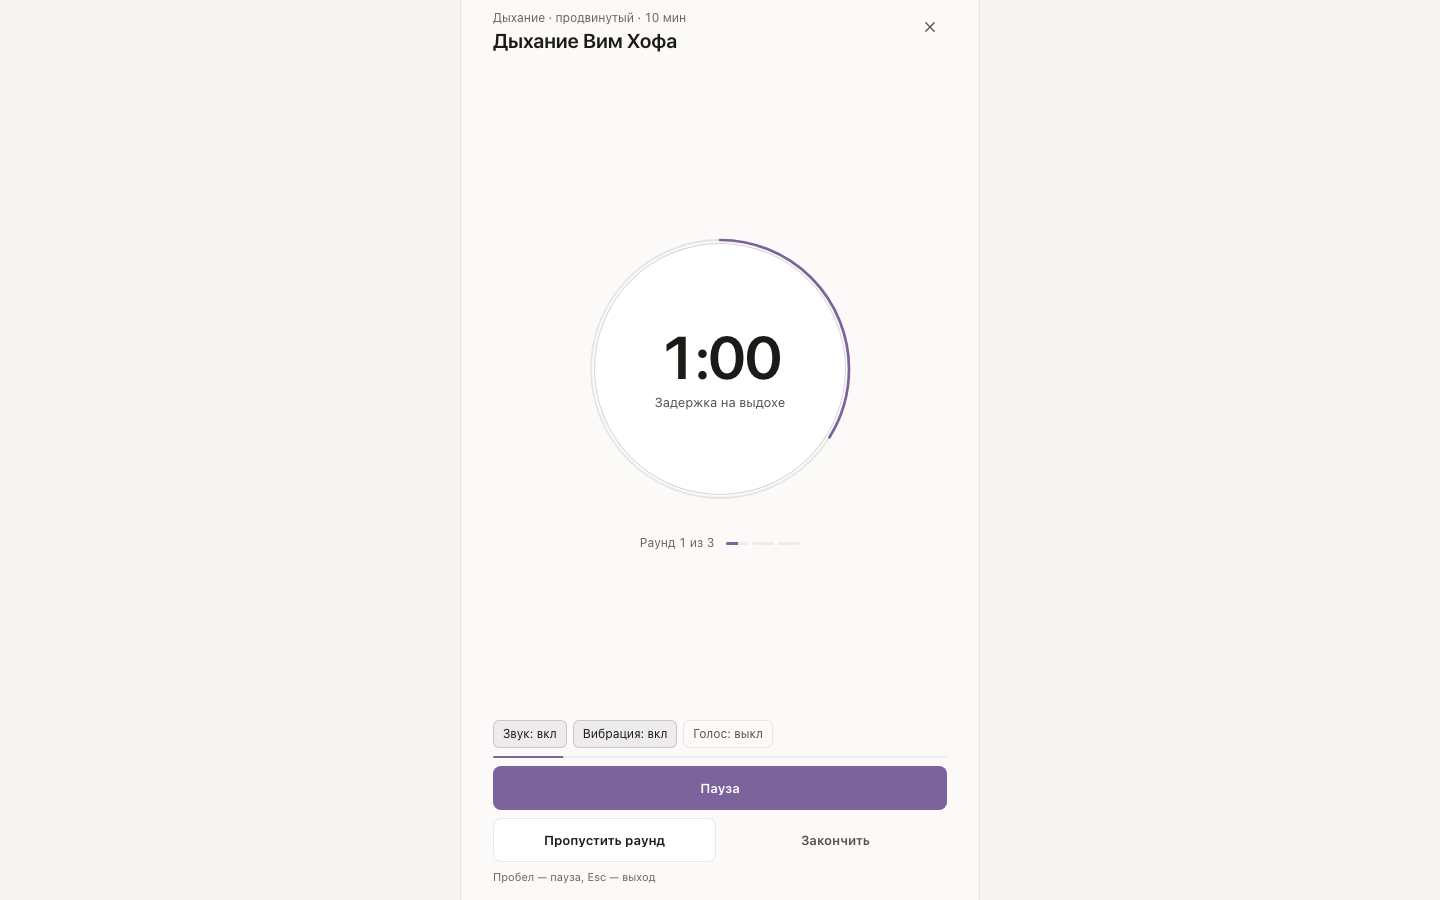 Дыхание · продвинутый · 10 мин
Дыхание Вим Хофа
1:00
Задержка на выдохе
Раунд 1 из 3
Звук: вкл
Вибрация: вкл
Голос: выкл
Пауза
Пропустить раунд
Закончить
Пробел — пауза, Esc — выход